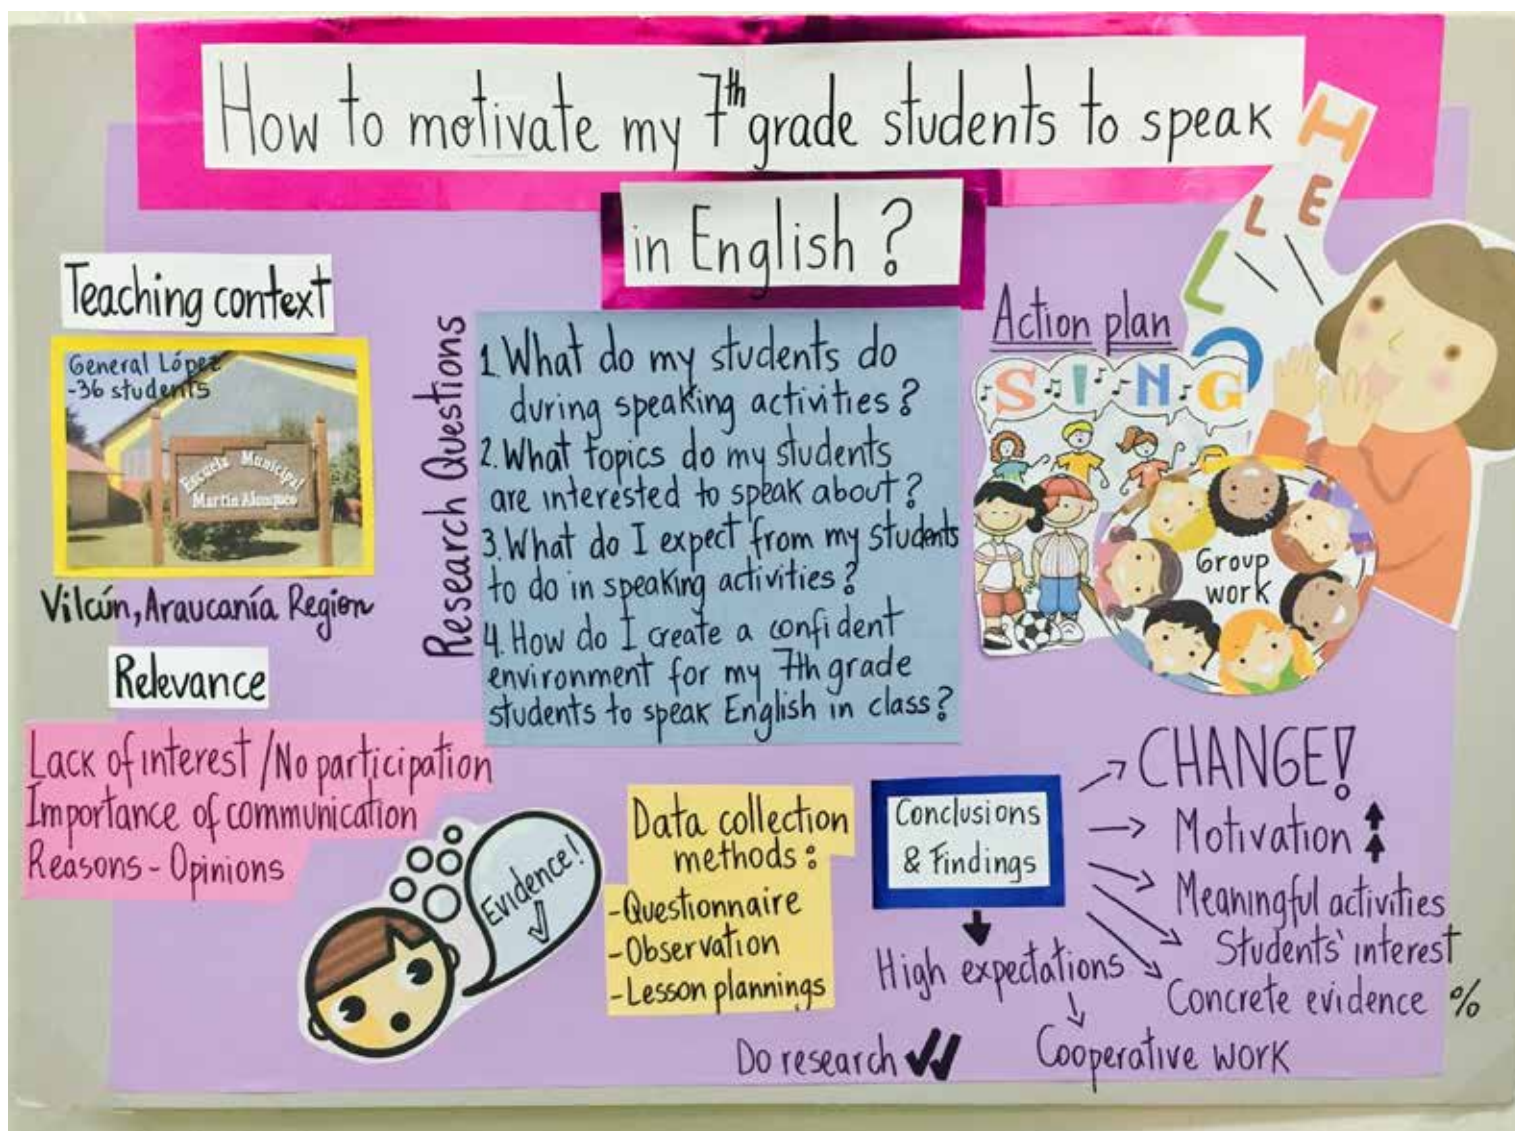 How to motivate my 7th grade students to speak
in English?
HELL
Teaching context
General López
-36 students
Escuela Municipal
Martín Alonqueo
Vilcún, Araucanía Region
Relevance
Lack of interest / No participation
Importance of communication
Reasons - Opinions
Research Questions
1. What do my students do
during speaking activities?
2. What topics do my students
are interested to speak about?
3. What do I expect from my students
to do in speaking activities?
4. How do I create a confident
environment for my 7th grade
students to speak English in class?
Action plan
SING
Group
work
Evidence!
Data collection
methods:
-Questionnaire
-Observation
-Lesson plannings
Conclusions
& Findings
CHANGE!
Motivation
Meaningful activities
Students' interest
Concrete evidence %
High expectations
Cooperative work
Do research